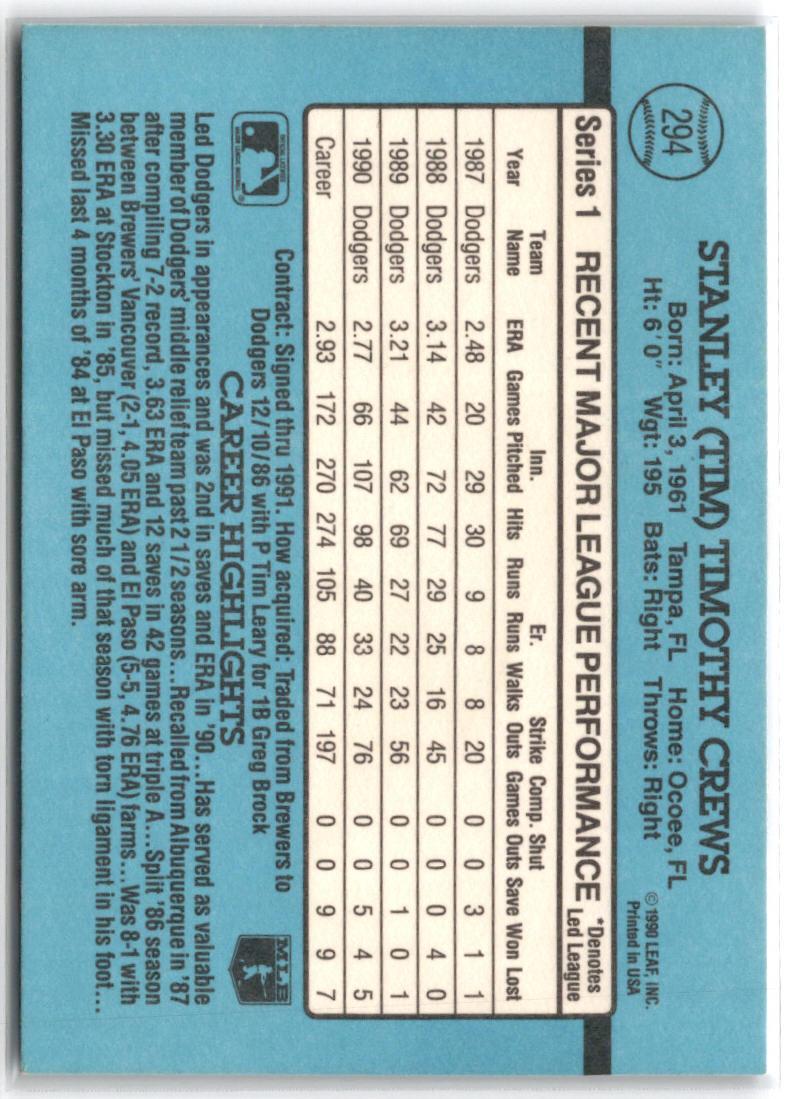 294
STANLEY (TIM) TIMOTHY CREWS
Born: April 3, 1961 Tampa, FL Home: Ocoee, FL
Ht: 6'0" Wgt: 195 Bats: Right Throws: Right
© 1990 LEAF, INC.
Printed in USA
Series 1 RECENT MAJOR LEAGUE PERFORMANCE *Denotes
Led League
Team Inn. Er. Strike Comp. Shut
Year Name ERA Games Pitched Hits Runs Runs Walks Outs Games Outs Save Won Lost
1987 Dodgers 2.48 20 29 30 9 8 8 20 0 0 3 1 1
1988 Dodgers 3.14 42 72 77 29 25 16 45 0 0 0 4 0
1989 Dodgers 3.21 44 62 69 27 22 23 56 0 0 1 0 1
1990 Dodgers 2.77 66 107 98 40 33 24 76 0 0 5 4 5
Career 2.93 172 270 274 105 88 71 197 0 0 9 9 7
Contract: Signed thru 1991. How acquired: Traded from Brewers to
Dodgers 12/10/86 with P Tim Leary for 1B Greg Brock
MLB
CAREER HIGHLIGHTS
Led Dodgers in appearances and was 2nd in saves and ERA in '90...Has served as valuable
member of Dodgers' middle relief team past 2 1/2 seasons...Recalled from Albuquerque in '87
after compiling 7-2 record, 3.63 ERA and 12 saves in 42 games at triple A...Split '86 season
between Brewers' Vancouver (2-1, 4.05 ERA) and El Paso (5-5, 4.76 ERA) farms...Was 8-1 with
3.30 ERA at Stockton in '85, but missed much of that season with torn ligament in his foot...
Missed last 4 months of '84 at El Paso with sore arm.